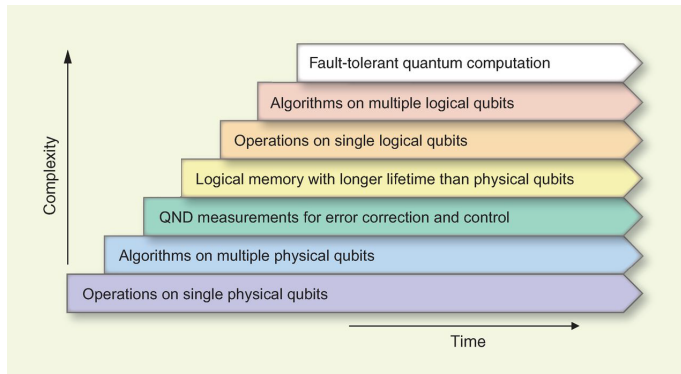 Fault-tolerant quantum computation
Algorithms on multiple logical qubits
Operations on single logical qubits
Logical memory with longer lifetime than physical qubits
QND measurements for error correction and control
Algorithms on multiple physical qubits
Operations on single physical qubits
Complexity
Time